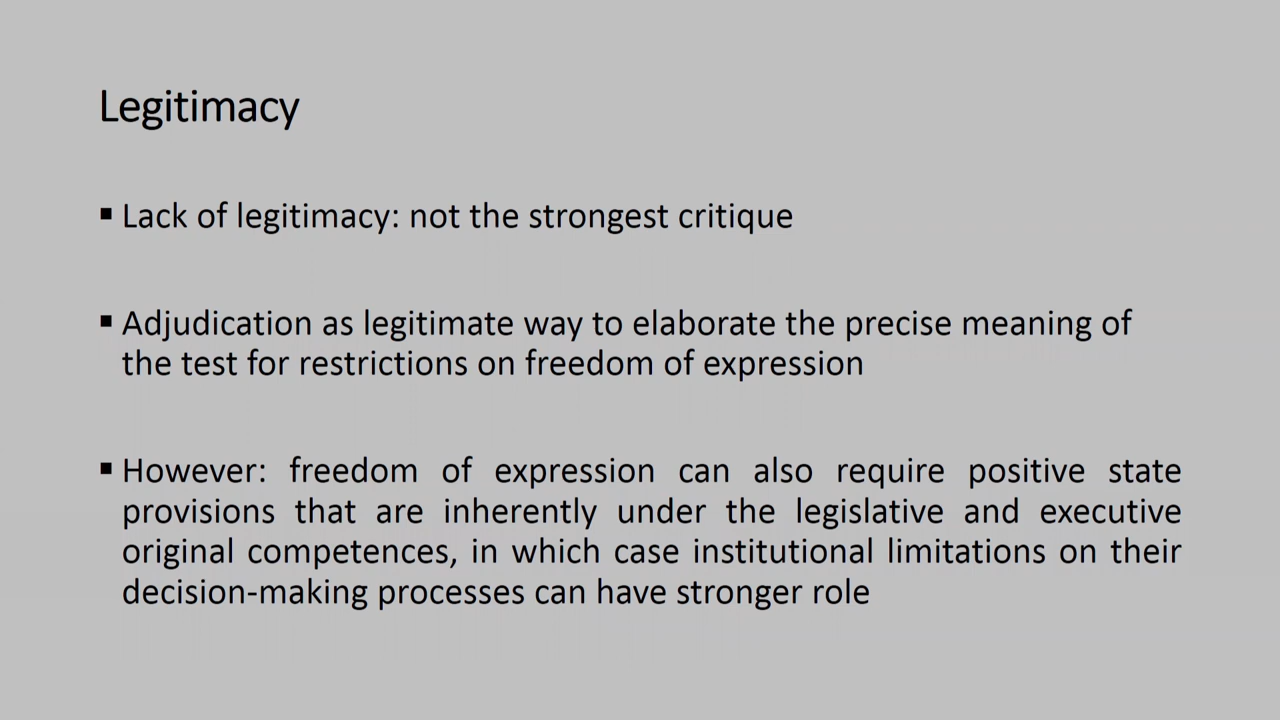 Legitimacy
▪ Lack of legitimacy: not the strongest critique
▪ Adjudication as legitimate way to elaborate the precise meaning of
the test for restrictions on freedom of expression
▪ However: freedom of expression can also require positive state
provisions that are inherently under the legislative and executive
original competences, in which case institutional limitations on their
decision-making processes can have stronger role